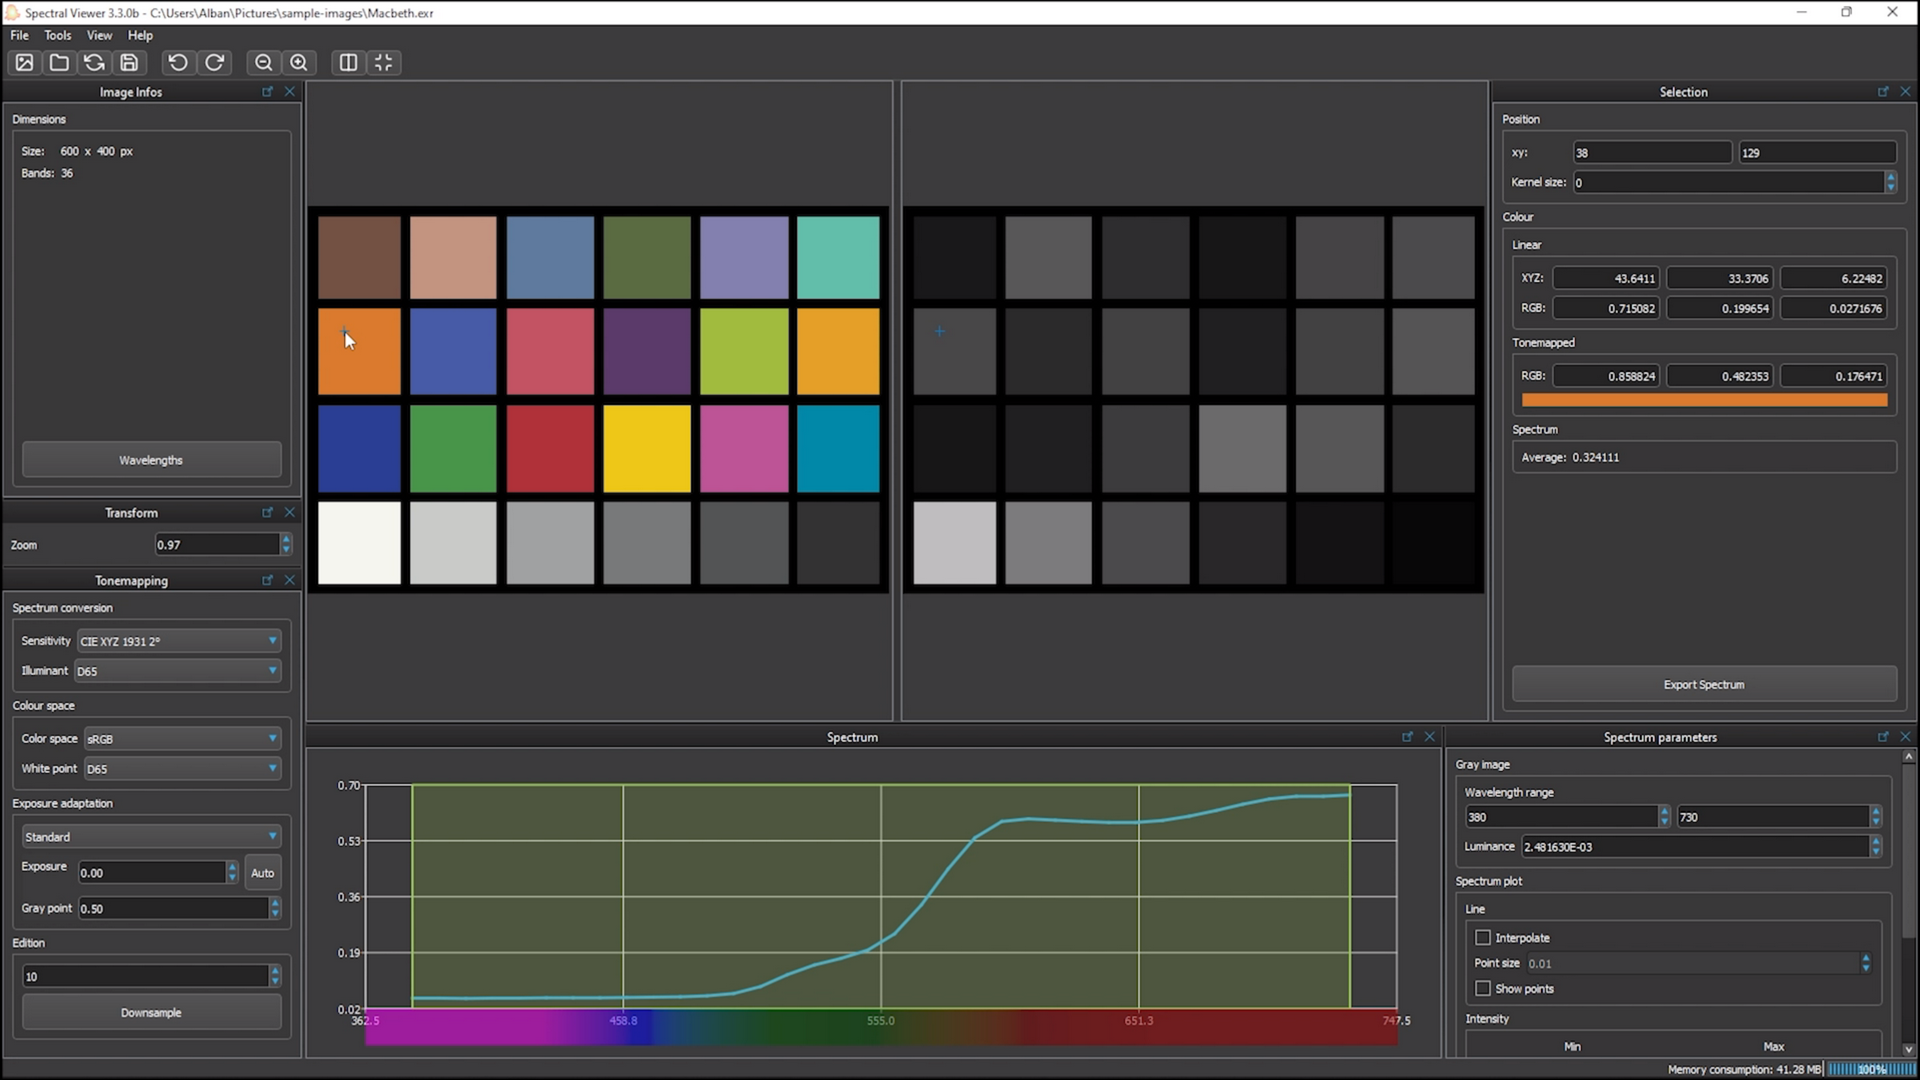 Spectral Viewer 3.3.0b - C:\Users\Alban\Pictures\sample-images\Macbeth.exr
File Tools View Help
Image Infos
Dimensions
Size: 600 x 400 px
Bands: 36
Wavelengths
Transform
Zoom 0.97
Tonemapping
Spectrum conversion
Sensitivity CIE XYZ 1931 2°
Illuminant D65
Colour space
Color space sRGB
White point D65
Exposure adaptation
Standard
Exposure 0.00 Auto
Gray point 0.50
Edition
10
Downsample
Spectrum
0.70
0.53
0.36
0.19
0.02
362.5 458.8 555.0 651.3 747.5
Selection
Position
xy: 38 129
Kernel size: 0
Colour
Linear
XYZ: 43.6411 33.3706 6.22482
RGB: 0.715082 0.199654 0.0271676
Tonemapped
RGB: 0.858824 0.482353 0.176471
Spectrum
Average: 0.324111
Export Spectrum
Spectrum parameters
Gray image
Wavelength range
380 730
Luminance 2.481630E-03
Spectrum plot
Line
Interpolate
Point size 0.01
Show points
Intensity
Min Max
Memory consumption: 41.28 MB 100%